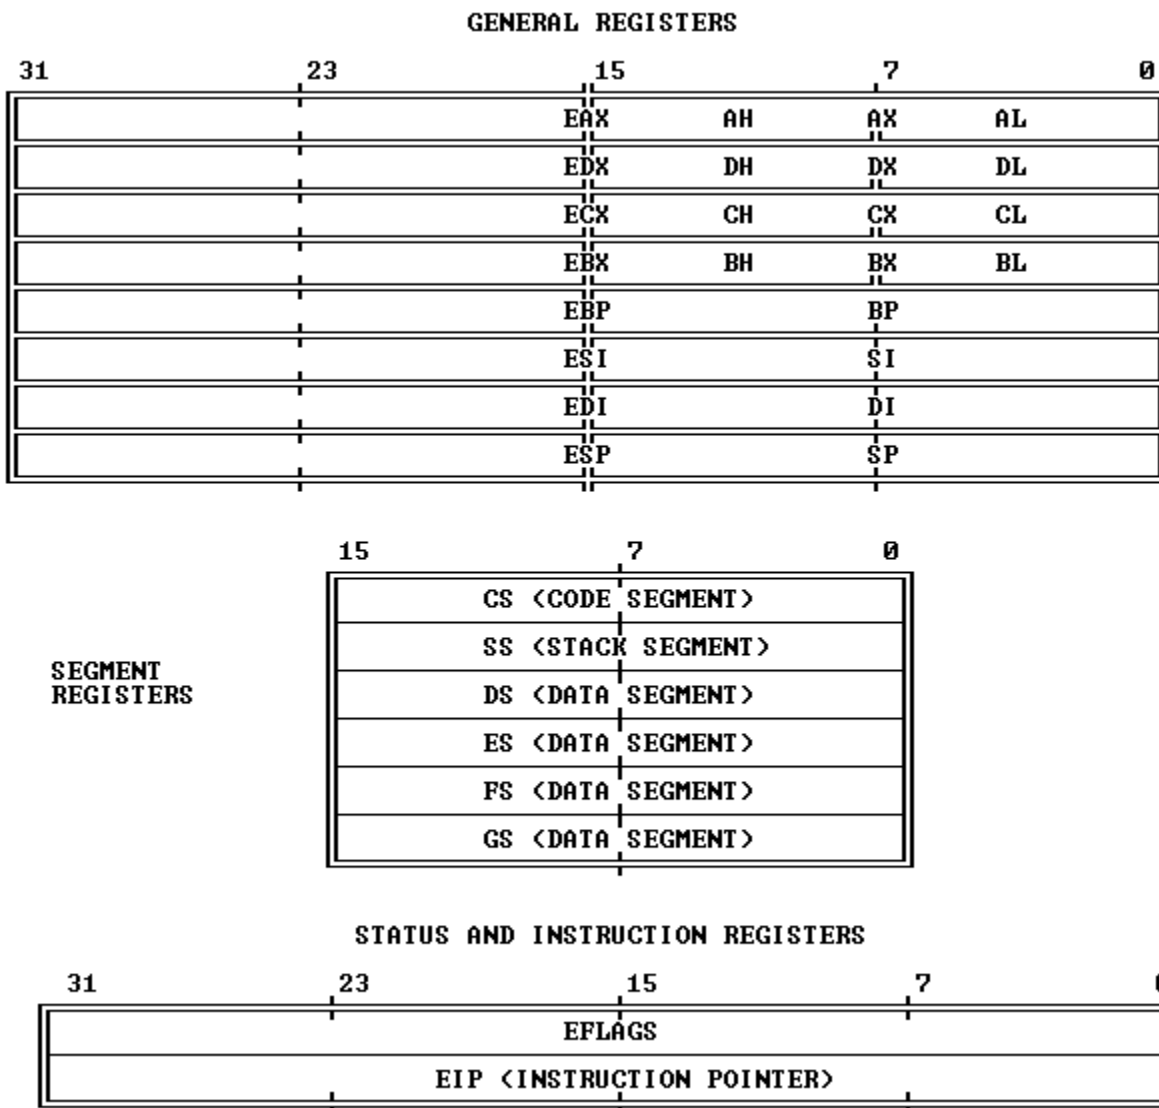 GENERAL REGISTERS
31 23 15 7 0
EAX AH AX AL
EDX DH DX DL
ECX CH CX CL
EBX BH BX BL
EBP BP
ESI SI
EDI DI
ESP SP
15 7 0
CS <CODE SEGMENT>
SS <STACK SEGMENT>
SEGMENT
REGISTERS
DS <DATA SEGMENT>
ES <DATA SEGMENT>
FS <DATA SEGMENT>
GS <DATA SEGMENT>
STATUS AND INSTRUCTION REGISTERS
31 23 15 7 0
EFLAGS
EIP <INSTRUCTION POINTER>